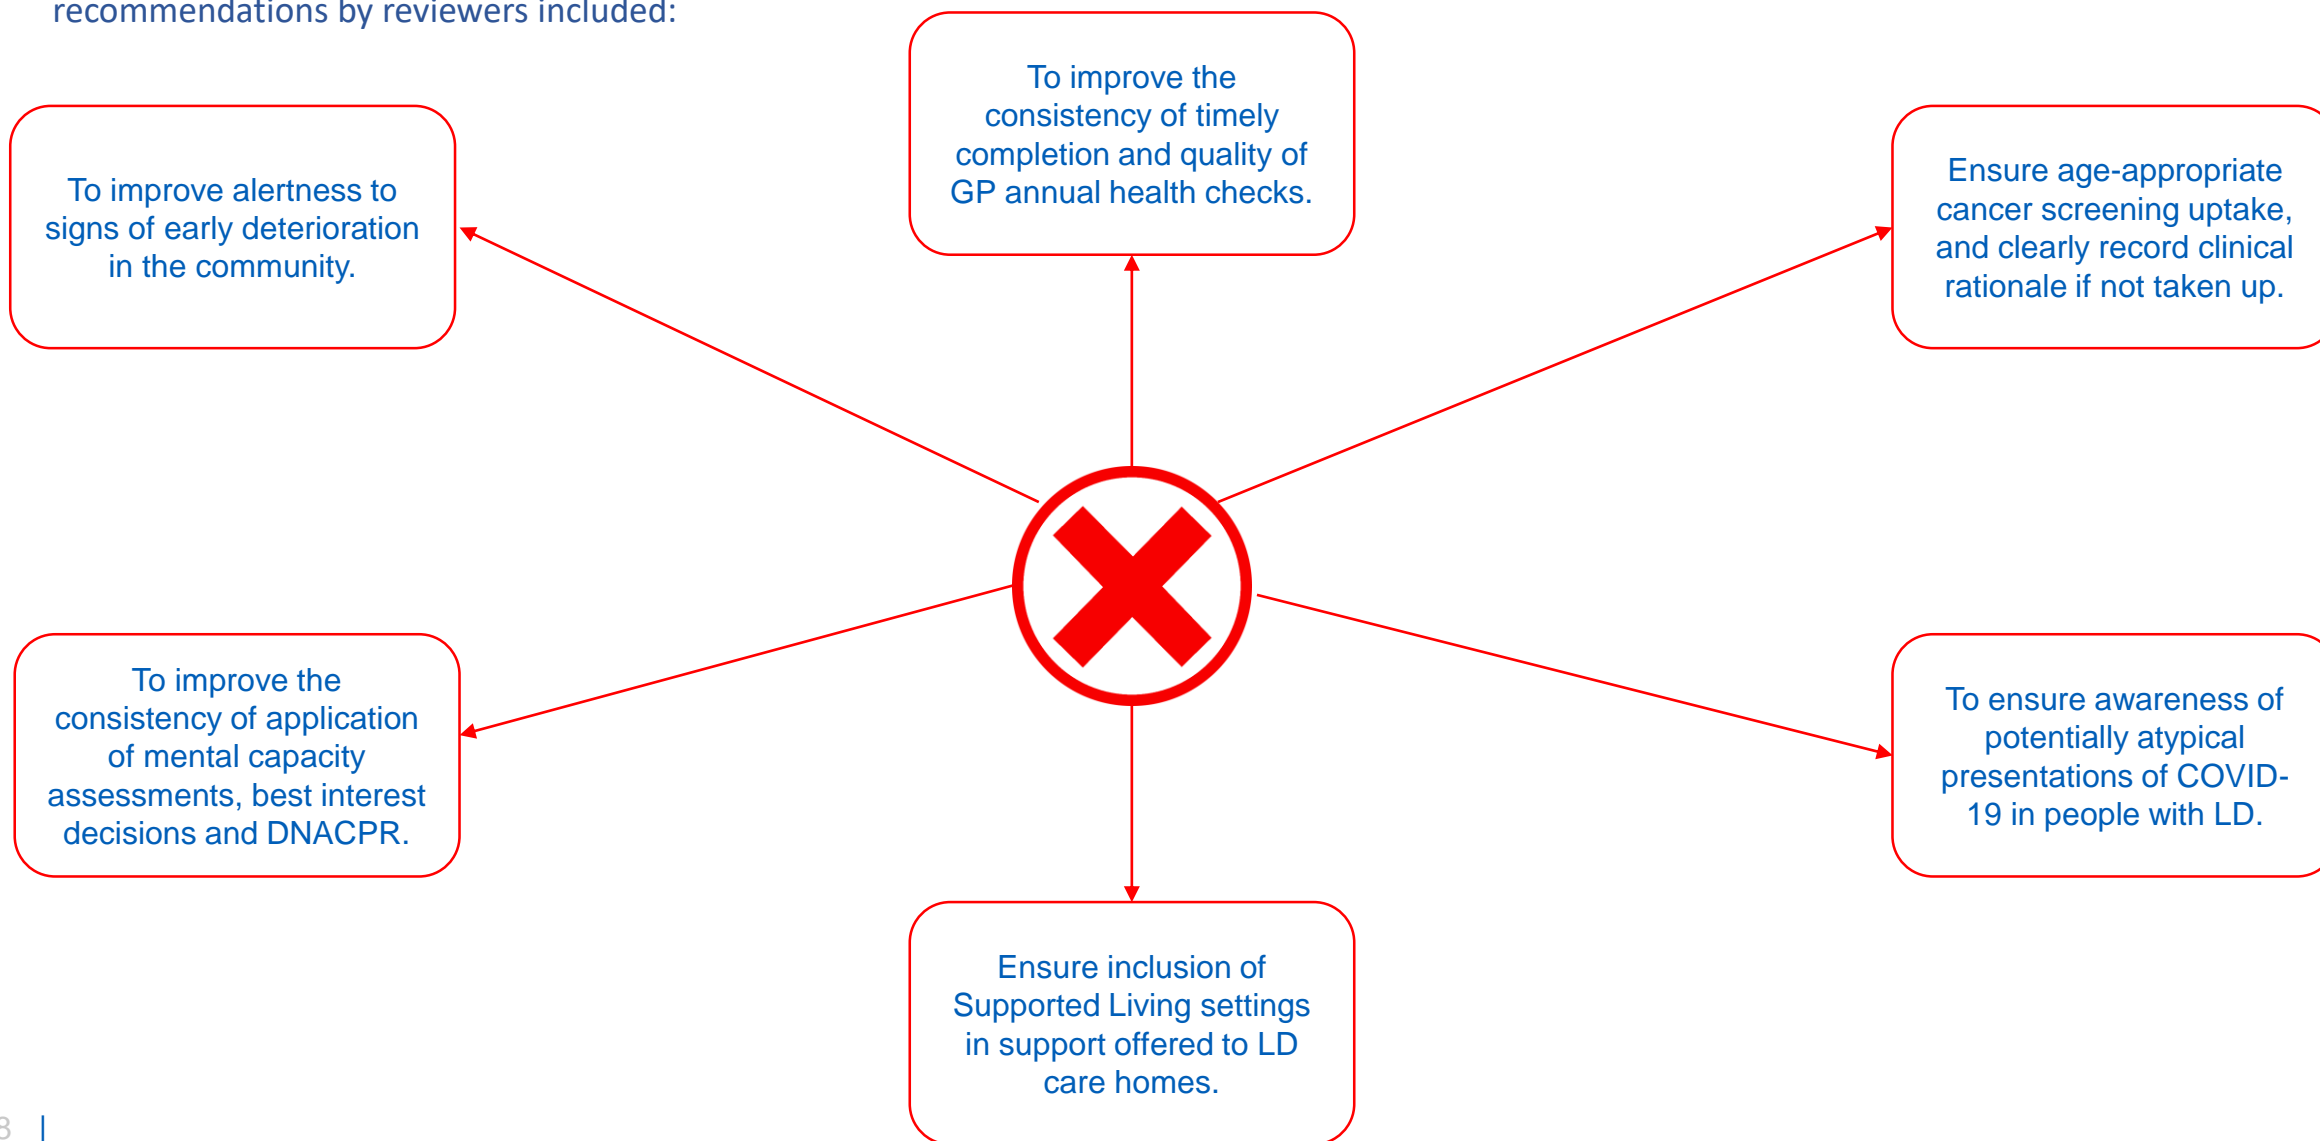 recommendations by reviewers included:
To improve the
consistency of timely
completion and quality of
GP annual health checks.
To improve alertness to
signs of early deterioration
in the community.
Ensure age-appropriate
cancer screening uptake,
and clearly record clinical
rationale if not taken up.
To improve the
consistency of application
of mental capacity
assessments, best interest
decisions and DNACPR.
To ensure awareness of
potentially atypical
presentations of COVID-
19 in people with LD.
Ensure inclusion of
Supported Living settings
in support offered to LD
care homes.
8 |